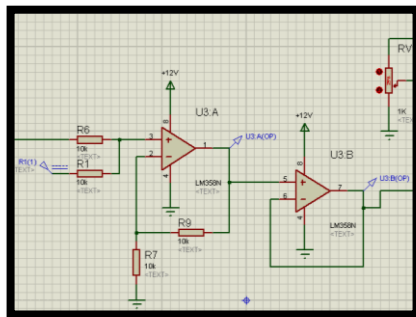 RV
+12V
U3:A
8
1K
<TEXT>
R6
3
10k
<TEXT>
1
U3:A(OP)
+12V
R1(1)
<TEXT>
R1
2
10k
<TEXT>
4
LM358N
<TEXT>
U3:B
8
5
7
U3:B(OP)
6
R9
10k
<TEXT>
4
LM358N
<TEXT>
R7
10k
<TEXT>